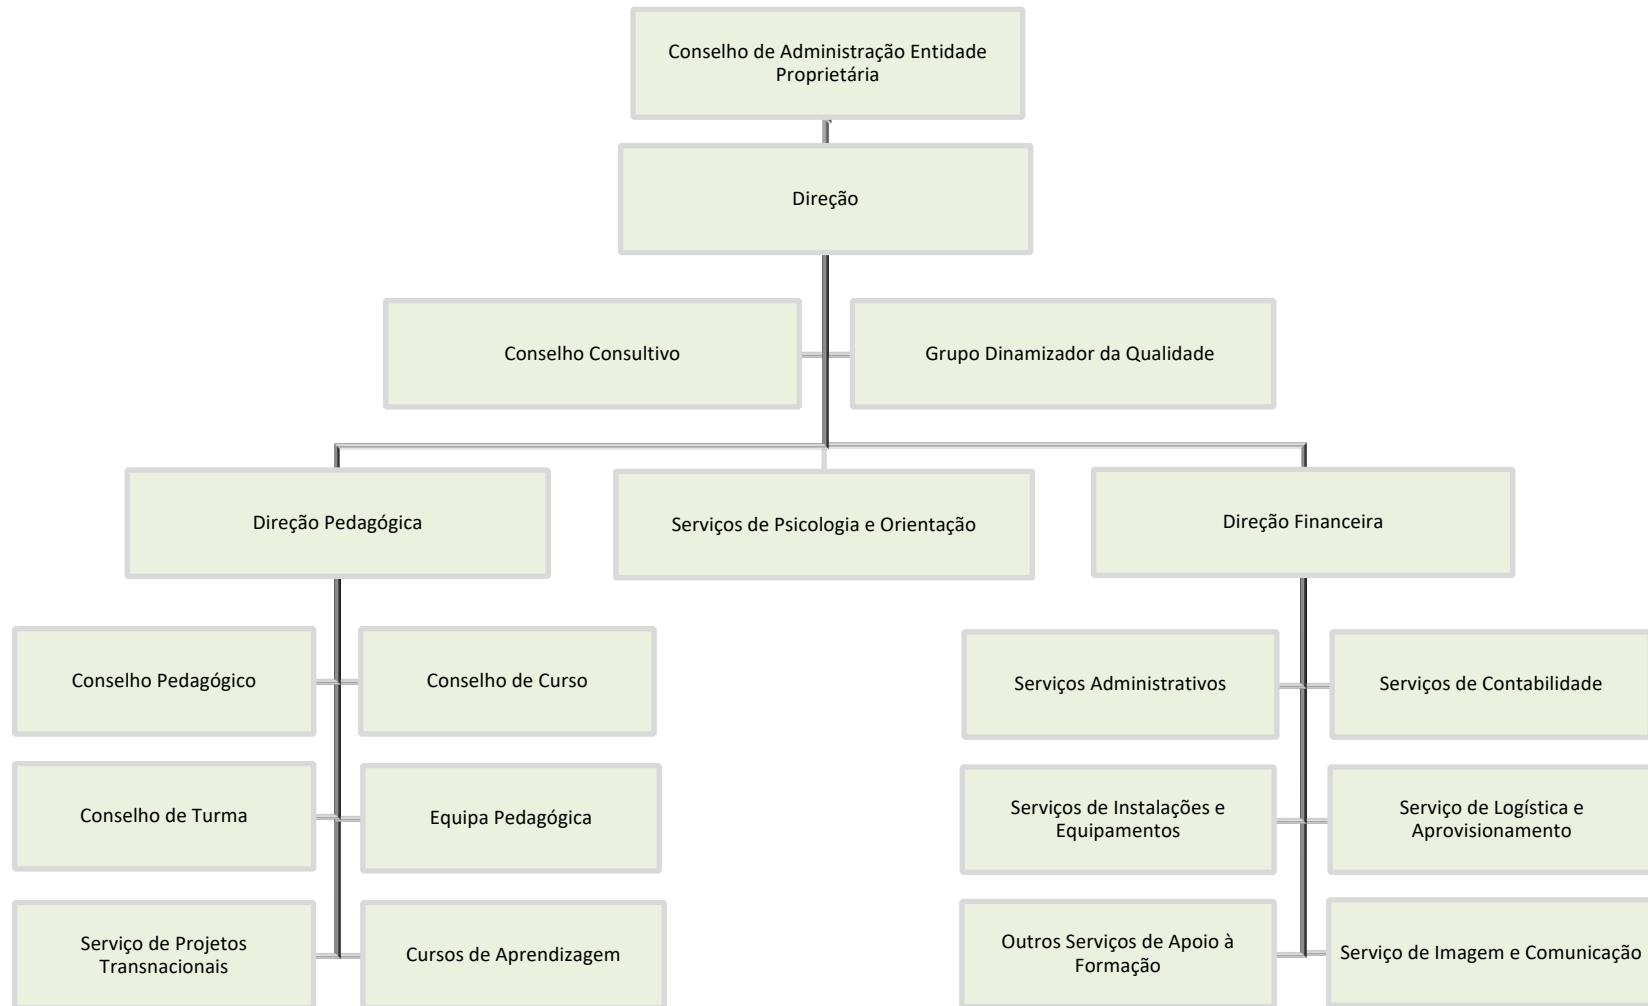 Conselho de Administração Entidade
Proprietária
Direção
Conselho Consultivo
Grupo Dinamizador da Qualidade
Direção Pedagógica
Serviços de Psicologia e Orientação
Direção Financeira
Conselho Pedagógico
Conselho de Curso
Serviços Administrativos
Serviços de Contabilidade
Conselho de Turma
Equipa Pedagógica
Serviços de Instalações e
Equipamentos
Serviço de Logística e
Aprovisionamento
Serviço de Projetos
Transnacionais
Cursos de Aprendizagem
Outros Serviços de Apoio à
Formação
Serviço de Imagem e Comunicação